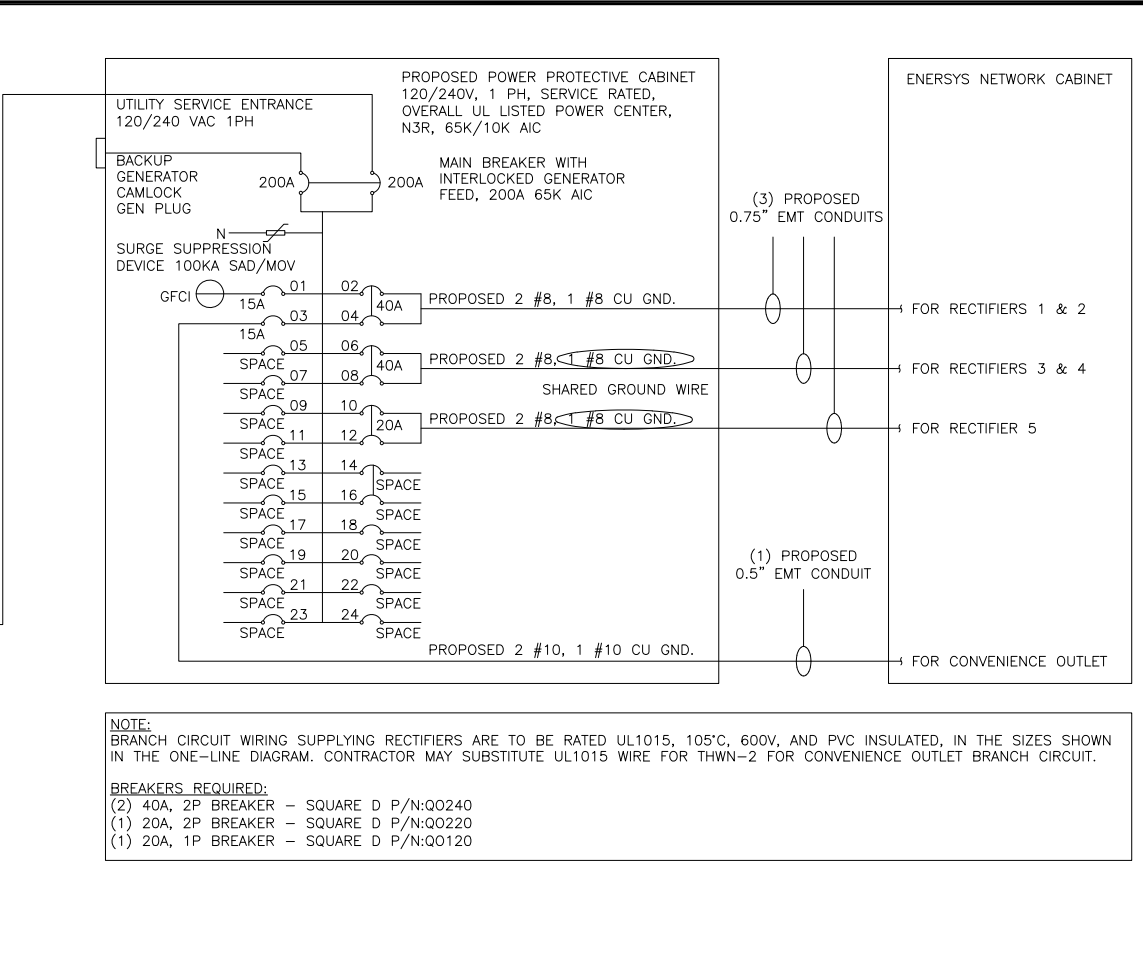 PROPOSED POWER PROTECTIVE CABINET
120/240V, 1 PH, SERVICE RATED,
OVERALL UL LISTED POWER CENTER,
N3R, 65K/10K AIC
ENERSYS NETWORK CABINET
UTILITY SERVICE ENTRANCE
120/240 VAC 1PH
BACKUP
GENERATOR
CAMLOCK
GEN PLUG
200A
200A
MAIN BREAKER WITH
INTERLOCKED GENERATOR
FEED, 200A 65K AIC
(3) PROPOSED
0.75" EMT CONDUITS
N
SURGE SUPPRESSION
DEVICE 100KA SAD/MOV
GFCI
15A
01
02
40A
PROPOSED 2 #8, 1 #8 CU GND.
FOR RECTIFIERS 1 & 2
15A
03
04
SPACE
05
06
40A
PROPOSED 2 #8, 1 #8 CU GND.
FOR RECTIFIERS 3 & 4
SPACE
07
08
SHARED GROUND WIRE
SPACE
09
10
20A
PROPOSED 2 #8, 1 #8 CU GND.
FOR RECTIFIER 5
SPACE
11
12
SPACE
13
14
SPACE
SPACE
15
16
SPACE
SPACE
17
18
SPACE
SPACE
19
20
SPACE
SPACE
21
22
SPACE
SPACE
23
24
SPACE
(1) PROPOSED
0.5" EMT CONDUIT
PROPOSED 2 #10, 1 #10 CU GND.
FOR CONVENIENCE OUTLET
NOTE:
BRANCH CIRCUIT WIRING SUPPLYING RECTIFIERS ARE TO BE RATED UL1015, 105°C, 600V, AND PVC INSULATED, IN THE SIZES SHOWN
IN THE ONE-LINE DIAGRAM. CONTRACTOR MAY SUBSTITUTE UL1015 WIRE FOR THWN-2 FOR CONVENIENCE OUTLET BRANCH CIRCUIT.
BREAKERS REQUIRED:
(2) 40A, 2P BREAKER - SQUARE D P/N:QO240
(1) 20A, 2P BREAKER - SQUARE D P/N:QO220
(1) 20A, 1P BREAKER - SQUARE D P/N:QO120